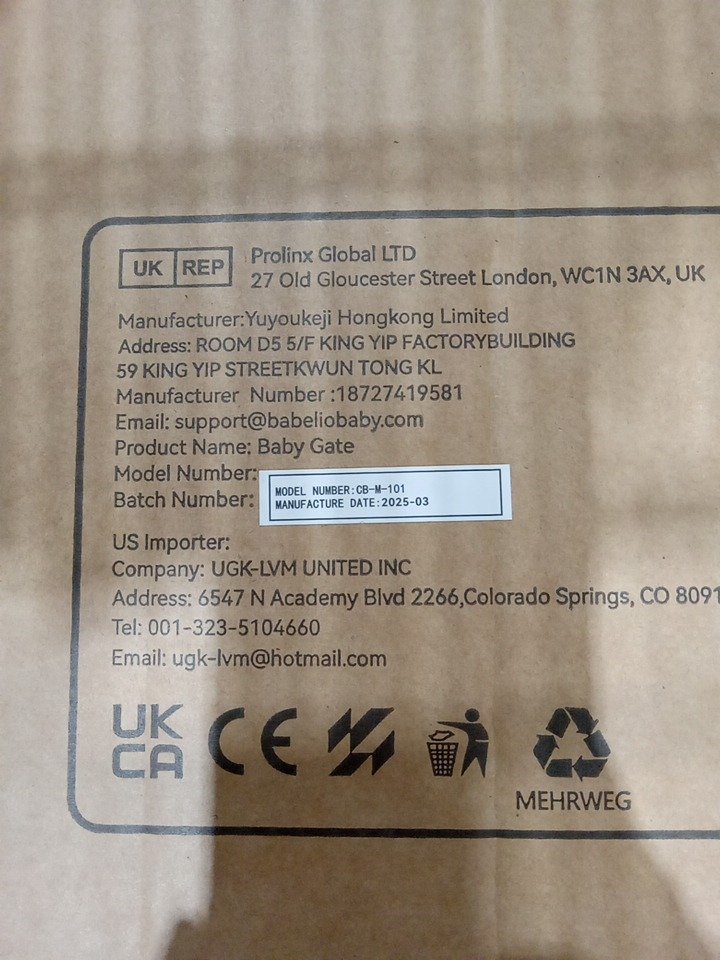 UK REP
Prolinx Global LTD
27 Old Gloucester Street London, WC1N 3AX, UK
Manufacturer:Yuyoukeji Hongkong Limited
Address: ROOM D5 5/F KING YIP FACTORYBUILDING
59 KING YIP STREETKWUN TONG KL
Manufacturer Number :18727419581
Email: support@babeliobaby.com
Product Name: Baby Gate
Model Number:
Batch Number:
MODEL NUMBER:CB-M-101
MANUFACTURE DATE:2025-03
US Importer:
Company: UGK-LVM UNITED INC
Address: 6547 N Academy Blvd 2266,Colorado Springs, CO 8091
Tel: 001-323-5104660
Email: ugk-lvm@hotmail.com
UK
CA
CE
MEHRWEG